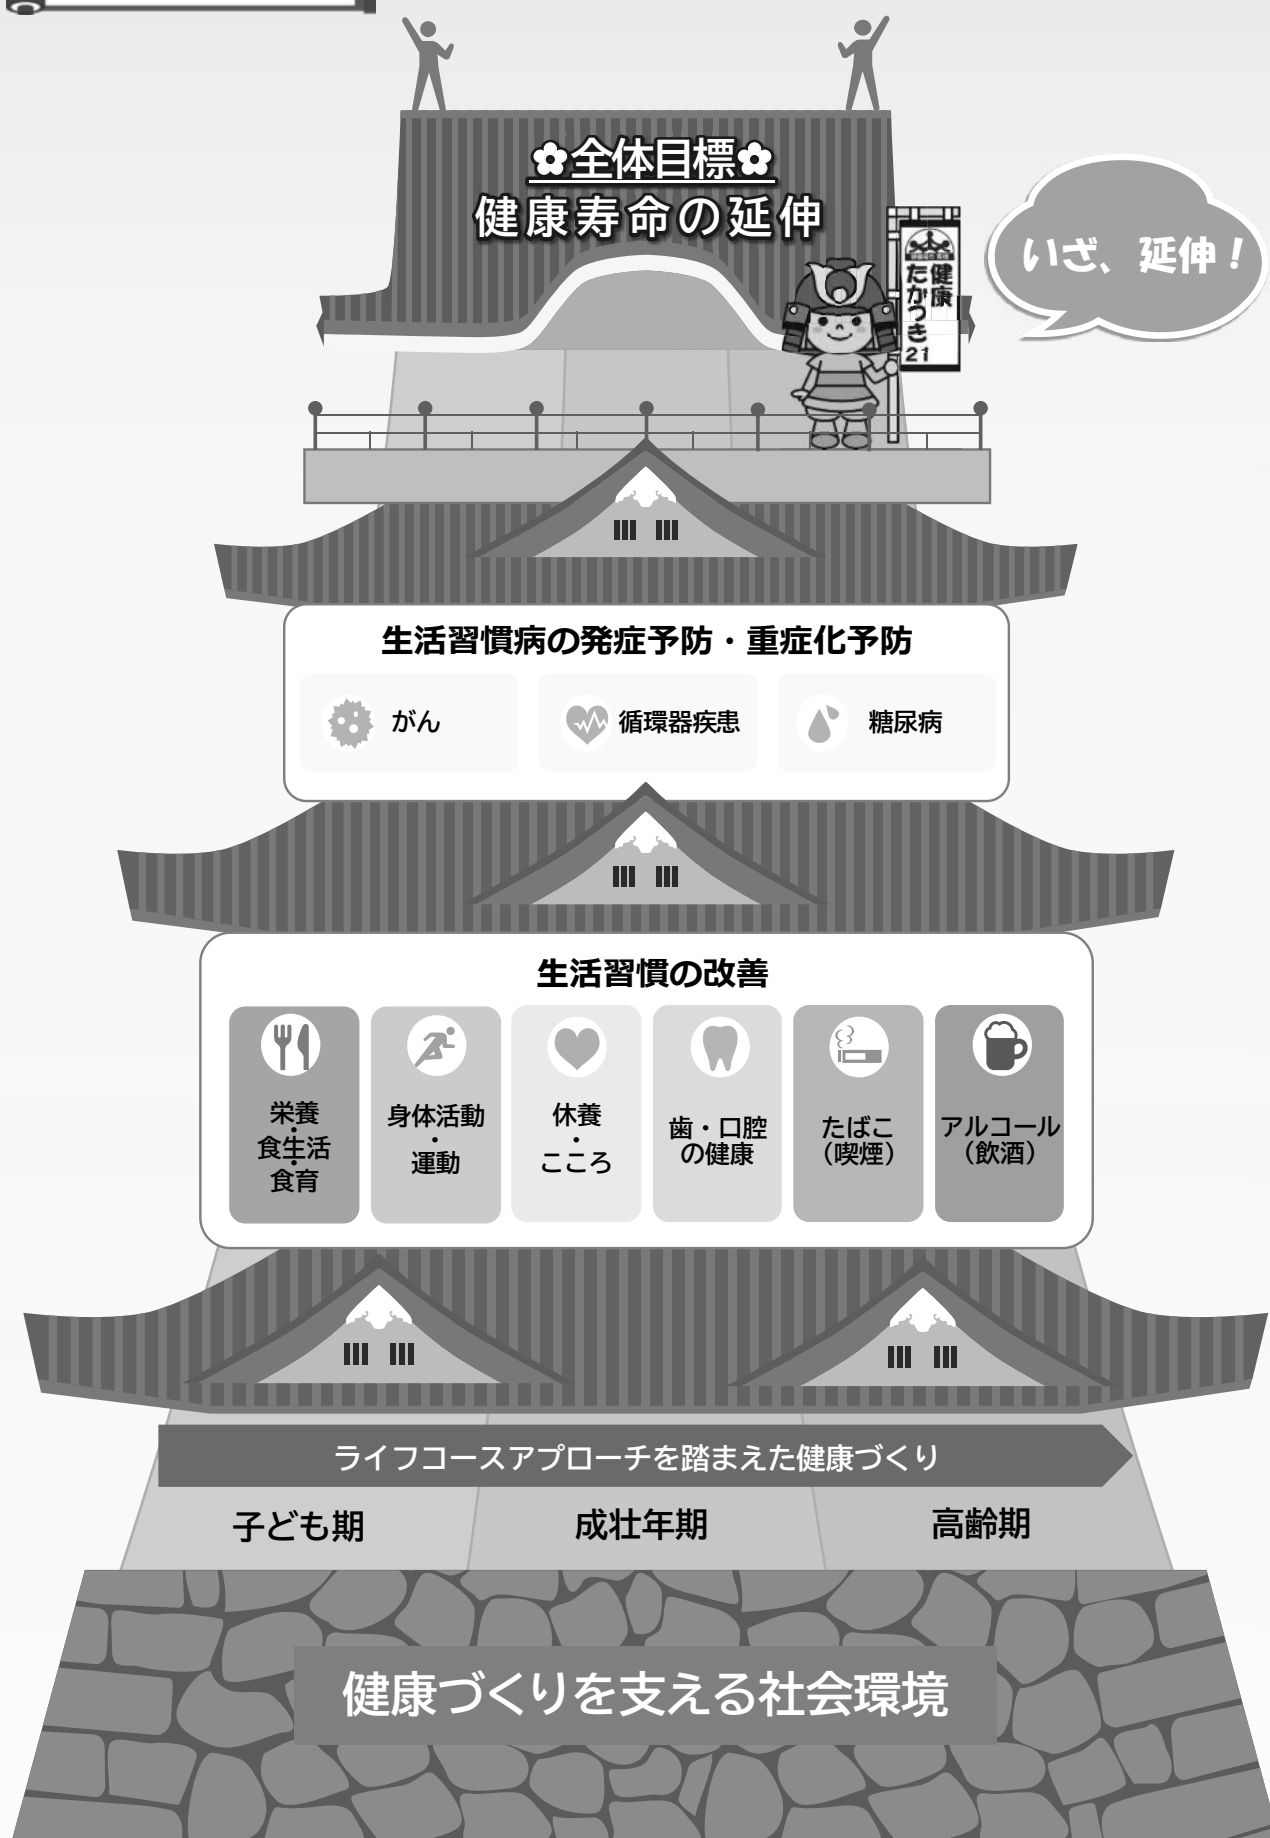 全体目標
健康寿命の延伸
いざ、延伸！
健康
たかつき
21
生活習慣病の発症予防・重症化予防
がん
循環器疾患
糖尿病
生活習慣の改善
栄養
・
食生活
・
食育
身体活動
・
運動
休養
・
こころ
歯・口腔
の健康
たばこ
（喫煙）
アルコール
（飲酒）
ライフコースアプローチを踏まえた健康づくり
子ども期
成壮年期
高齢期
健康づくりを支える社会環境